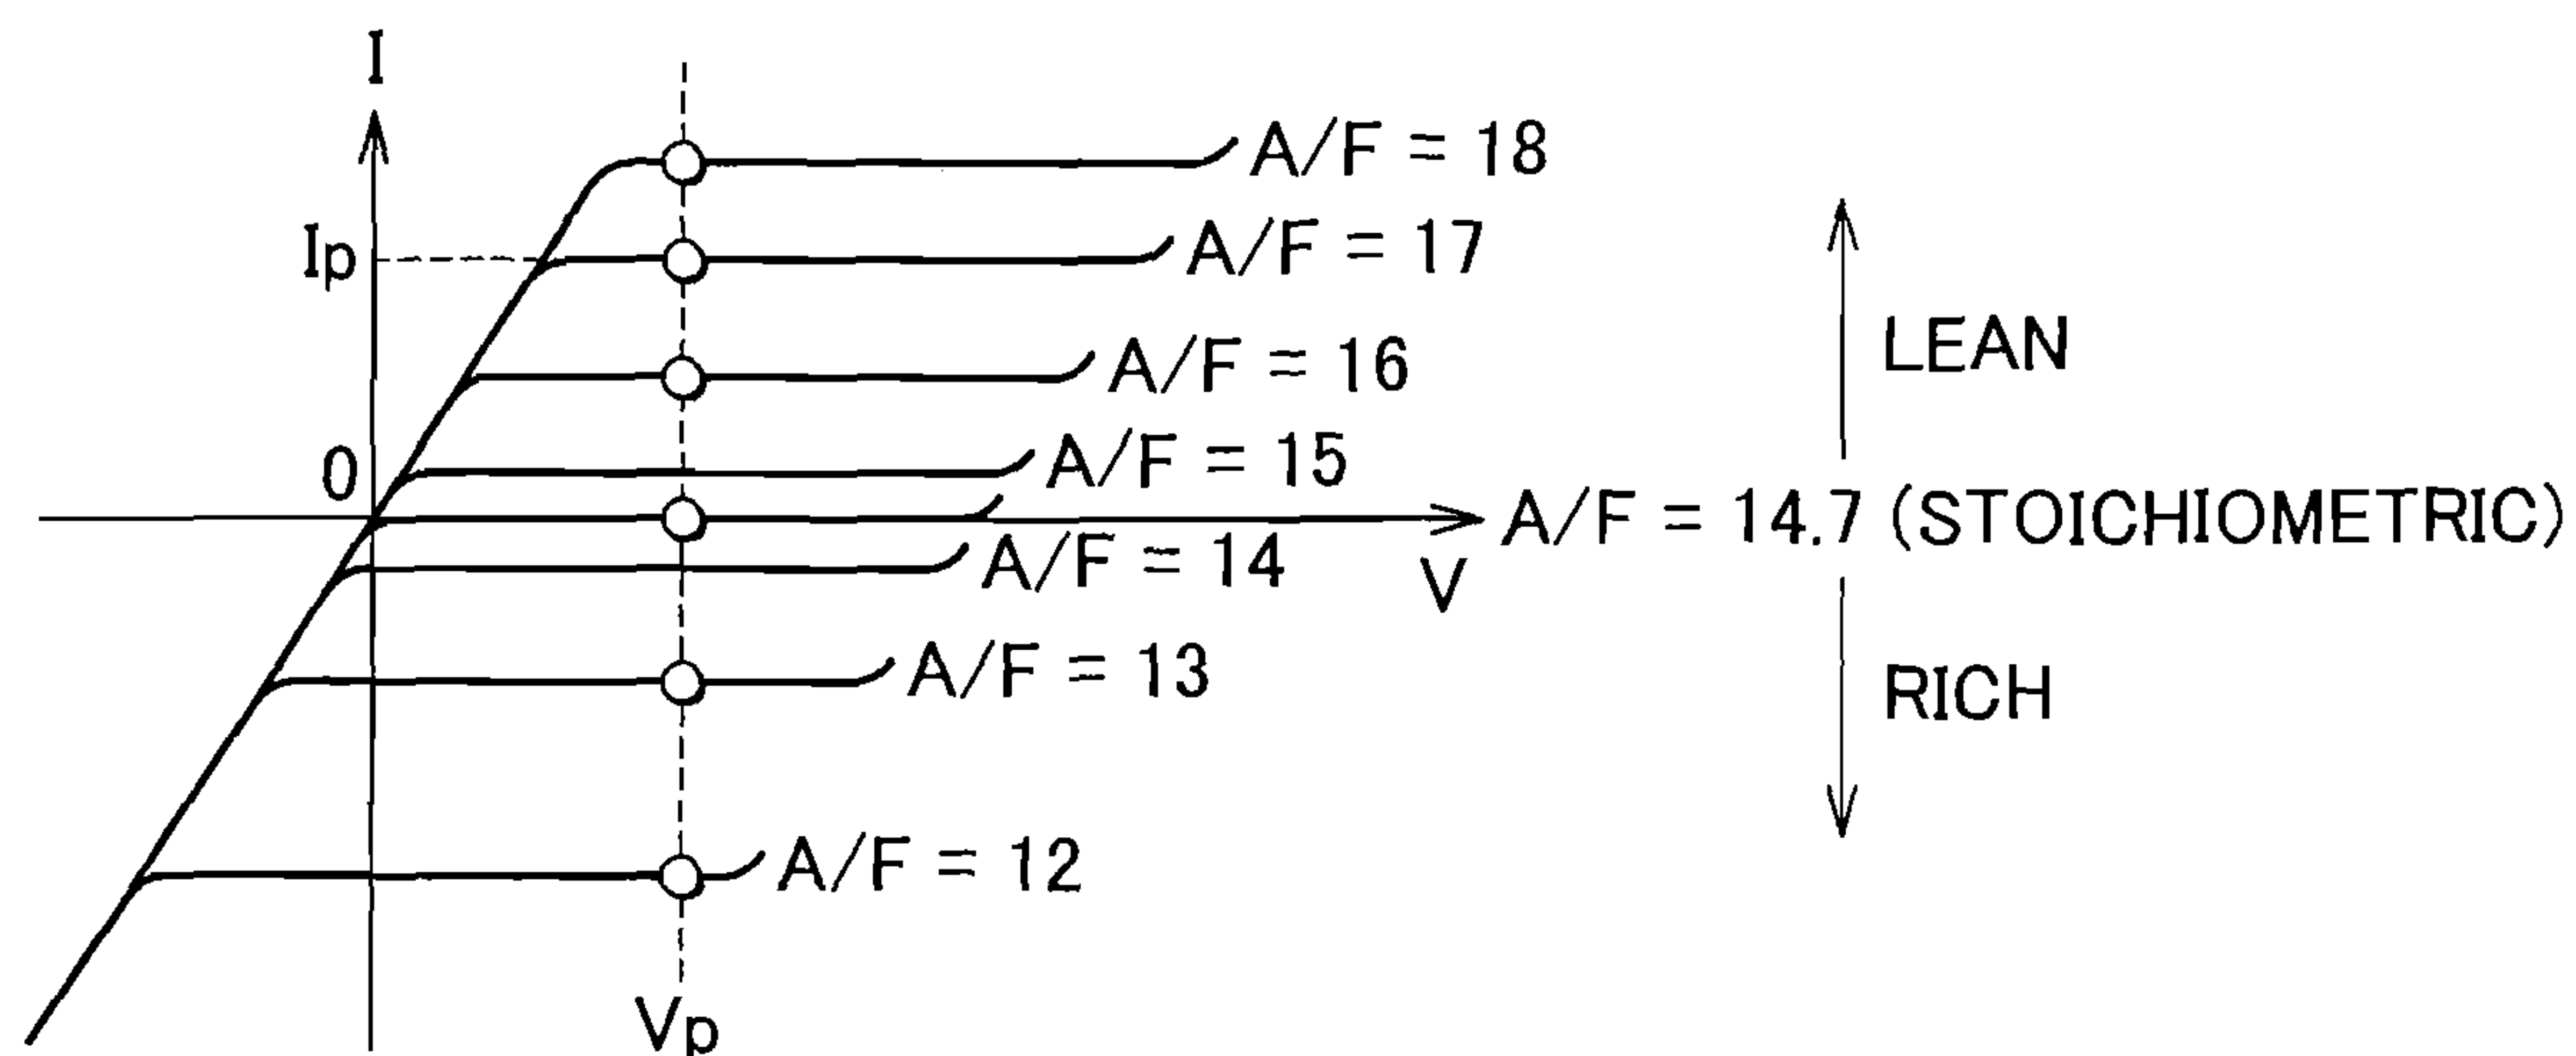 I
A/F = 18
Ip
A/F = 17
LEAN
A/F = 16
0
A/F = 15
A/F = 14.7 (STOICHIOMETRIC)
A/F = 14
V
A/F = 13
RICH
A/F = 12
Vp